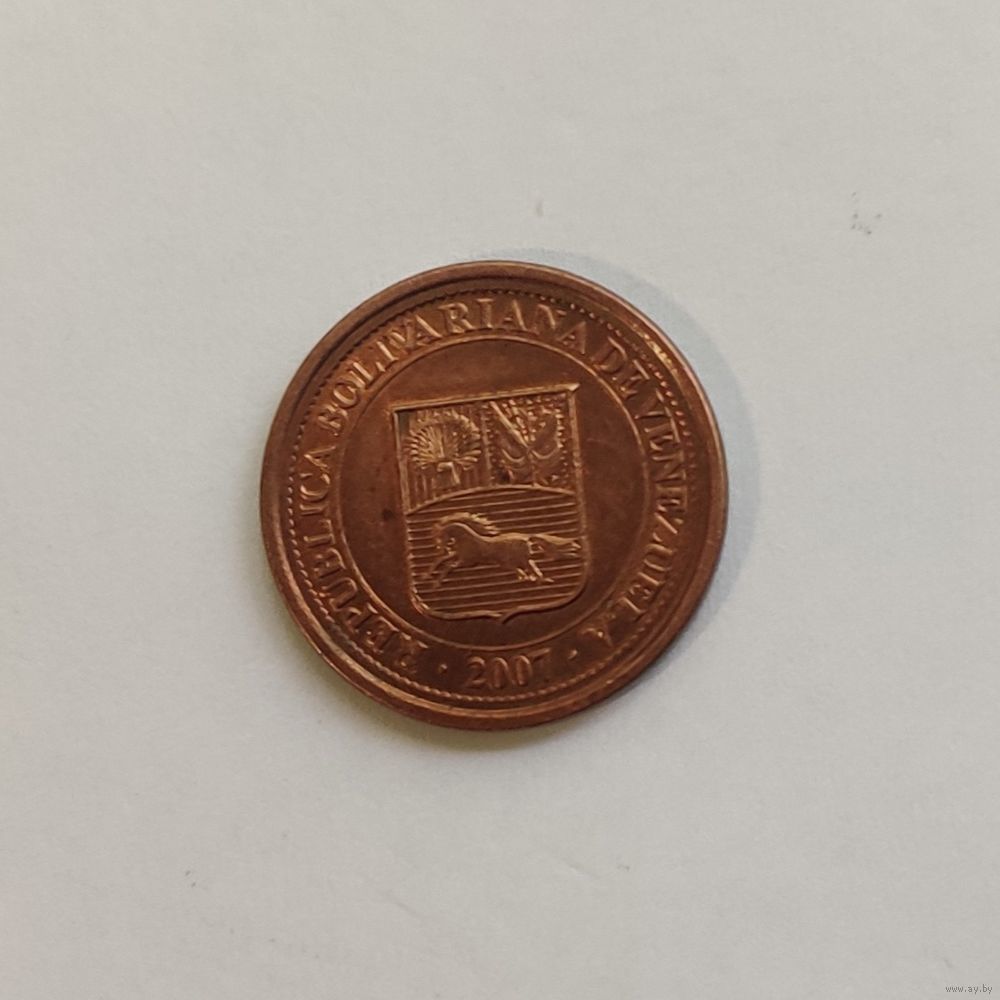 REPUBLICA BOLIVARIANA DE VENEZUELA
· 2007 ·
www.ay.by